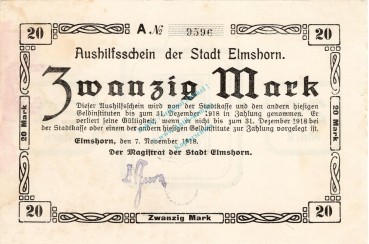 20 A. № 9596 20
Aushilfsschein der Stadt Elmshorn.
Zwanzig Mark
Dieser Aushilfsschein wird von der Stadtkasse und den andern hiesigen
Geldinstituten bis zum 31. Dezember 1918 in Zahlung genommen. Er
verliert seine Gültigkeit, wenn er nicht bis zum 31. Dezember 1918 bei
der Stadtkasse oder einem der andern hiesigen Geldinstitute zur Zahlung vorgelegt ist.
Elmshorn, den 7. November 1918.
Der Magistrat der Stadt Elmshorn.
20 Mark
20 Mark
20 Zwanzig Mark 20